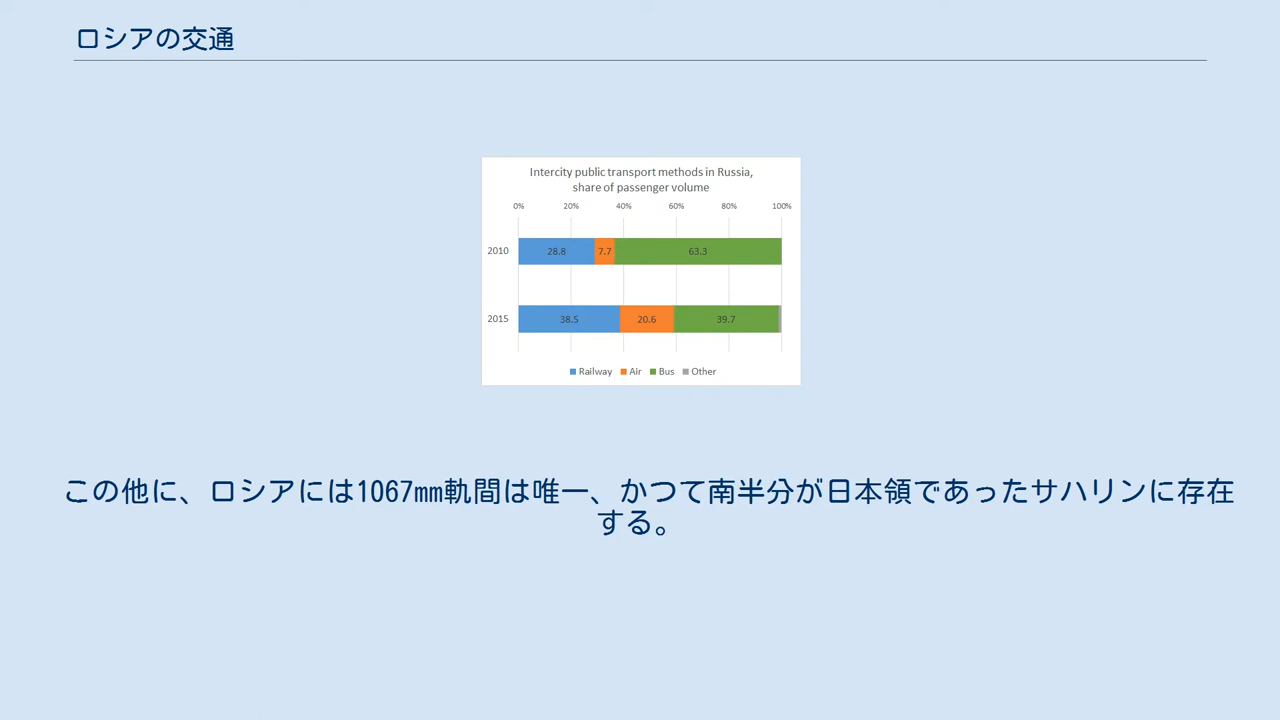 ロシアの交通
Intercity public transport methods in Russia,
share of passenger volume
0% 20% 40% 60% 80% 100%
2010 28.8 7.7 63.3
2015 38.5 20.6 39.7
Railway Air Bus Other
この他に、ロシアには1067mm軌間は唯一、かつて南半分が日本領であったサハリンに存在
する。